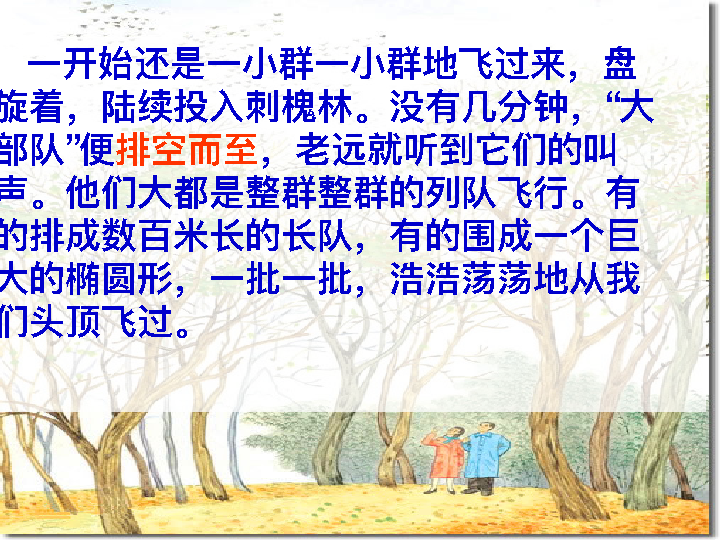 一开始还是一小群一小群地飞过来，盘
旋着，陆续投入刺槐林。没有几分钟，“大
部队”便排空而至，老远就听到它们的叫
声。他们大都是整群整群的列队飞行。有
的排成数百米长的长队，有的围成一个巨
大的椭圆形，一批一批，浩浩荡荡地从我
们头顶飞过。